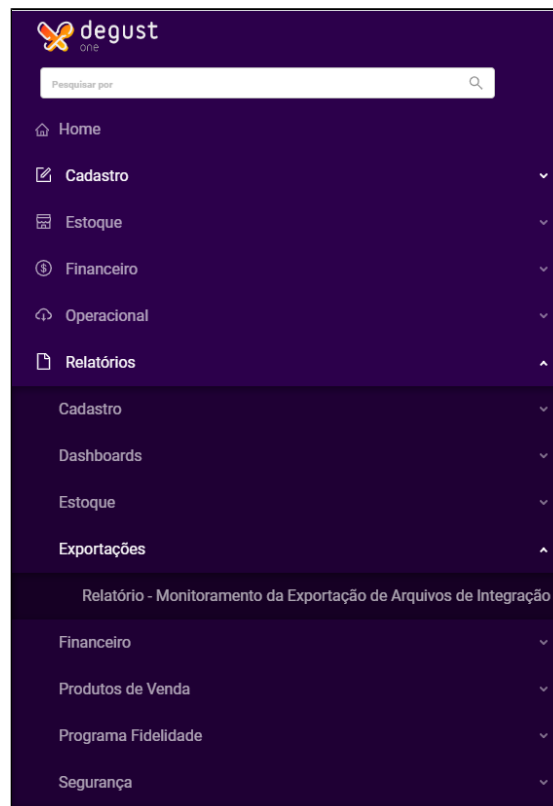 degust
one
Pesquisar por
Home
Cadastro
Estoque
Financeiro
Operacional
Relatórios
Cadastro
Dashboards
Estoque
Exportações
Relatório - Monitoramento da Exportação de Arquivos de Integração
Financeiro
Produtos de Venda
Programa Fidelidade
Segurança